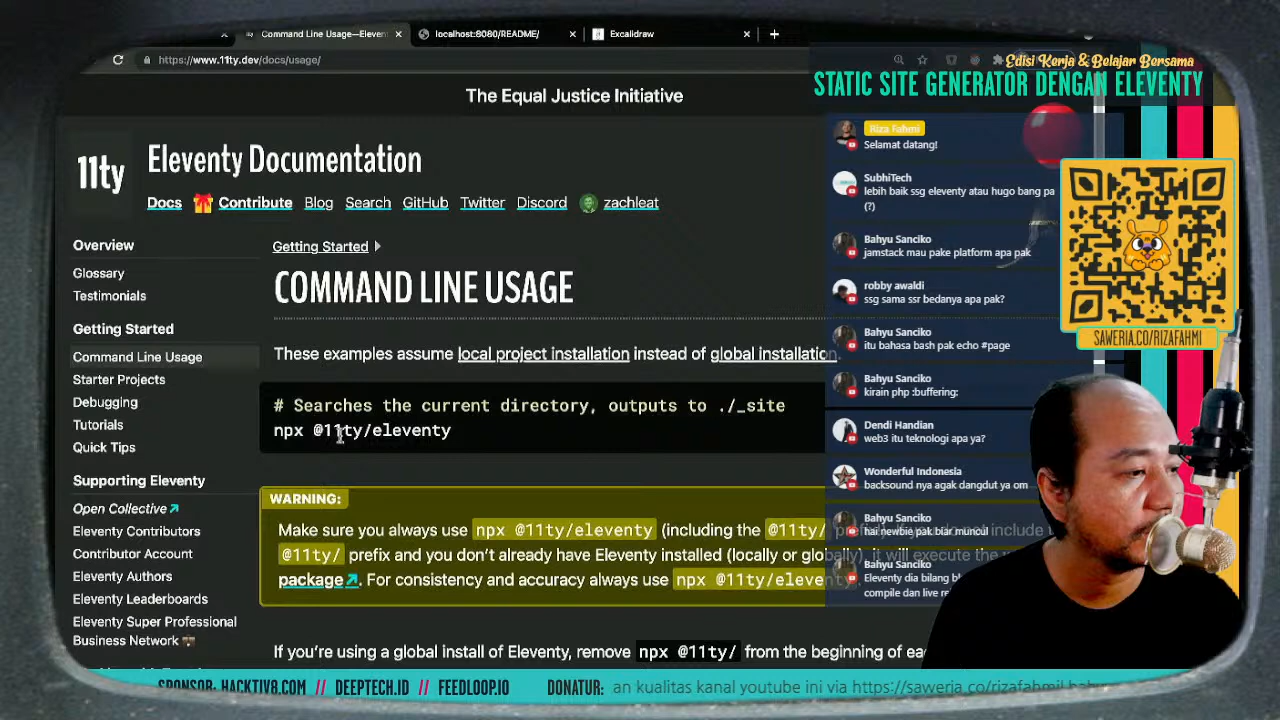 Command Line Usage—Eleven
localhost:8080/README/
Excalidraw
https://www.11ty.dev/docs/usage/
Edisi Kerja & Belajar Bersama
STATIC SITE GENERATOR DENGAN ELEVENTY
The Equal Justice Initiative
11ty
Eleventy Documentation
Docs
Contribute
Blog
Search
GitHub
Twitter
Discord
zachleat
Overview
Glossary
Testimonials
Getting Started
Command Line Usage
Starter Projects
Debugging
Tutorials
Quick Tips
Supporting Eleventy
Open Collective
Eleventy Contributors
Contributor Account
Eleventy Authors
Eleventy Leaderboards
Eleventy Super Professional
Business Network
Getting Started
COMMAND LINE USAGE
These examples assume local project installation instead of global installation.
# Searches the current directory, outputs to ./_site
npx @11ty/eleventy
WARNING:
Make sure you always use npx @11ty/eleventy (including the @11ty/ prefix). If you do not include
@11ty/ prefix and you don’t already have Eleventy installed (locally or globally), it will execute the
package. For consistency and accuracy always use npx @11ty/eleventy
If you’re using a global install of Eleventy, remove npx @11ty/ from the beginning of
Riza Fahmi
Selamat datang!
SubhiTech
lebih baik ssg eleventy atau hugo bang pa
(?)
Bahyu Sanciko
jamstack mau pake platform apa pak
robby awaldi
ssg sama ssr bedanya apa pak?
Bahyu Sanciko
itu bahasa bash pak echo #page
Bahyu Sanciko
kirain php :buffering:
Dendi Handian
web3 itu teknologi apa ya?
Wonderful Indonesia
backsound nya agak dangdut ya om
Bahyu Sanciko
hai newbie pak biar muncul
Bahyu Sanciko
Eleventy dia bilang
compile dan live
SAWERIA.CO/RIZAFAHMI
SPONSOR: HACKTIV8.COM // DEEPTECH.ID // FEEDLOOP.IO
DONATUR: an kualitas kanal youtube ini via https://saweria.co/rizafahmi